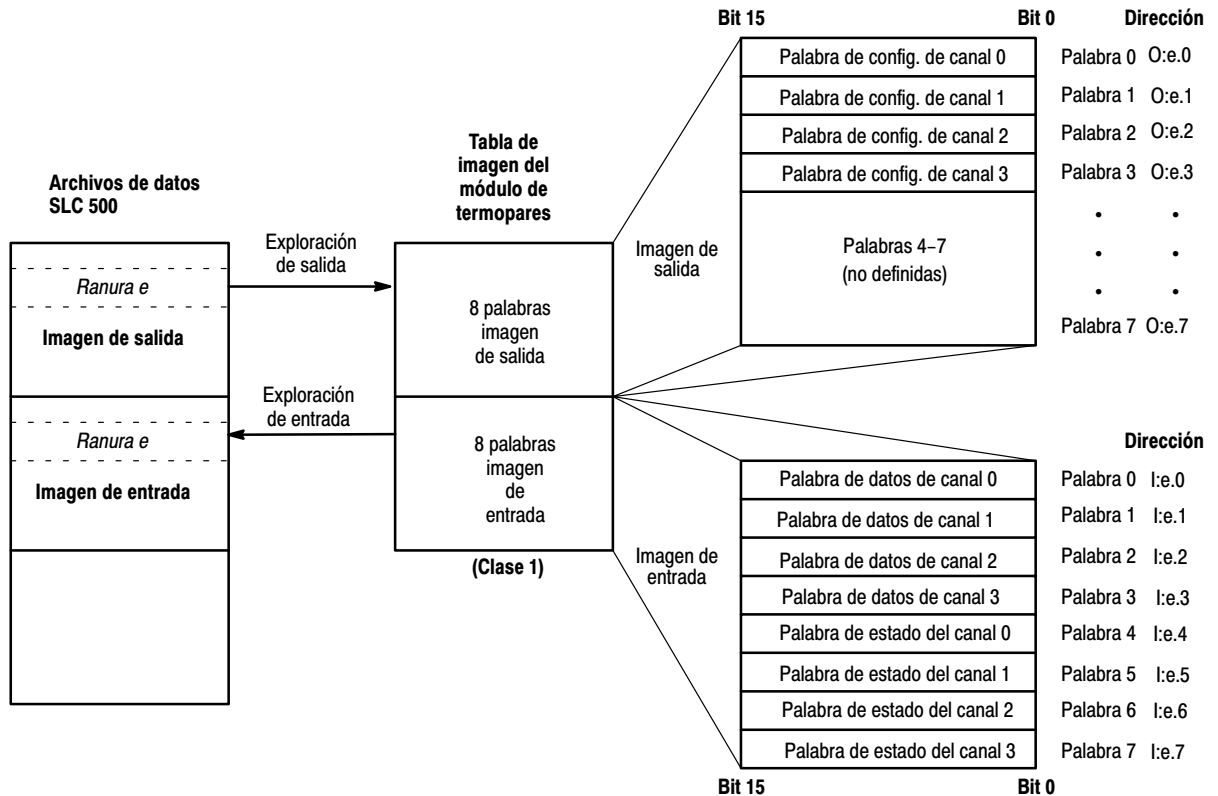 Archivos de datos
SLC 500
Ranura e
Imagen de salida
Ranura e
Imagen de entrada
Exploración
de salida
Exploración
de entrada
Tabla de
imagen del
módulo de
termopares
8 palabras
imagen
de salida
8 palabras
imagen
de
entrada
(Clase 1)
Imagen de
salida
Imagen de
entrada
Bit 15 Bit 0 Dirección
Palabra de config. de canal 0 Palabra 0 O:e.0
Palabra de config. de canal 1 Palabra 1 O:e.1
Palabra de config. de canal 2 Palabra 2 O:e.2
Palabra de config. de canal 3 Palabra 3 O:e.3
Palabras 4–7
(no definidas)
Palabra 7 O:e.7
Dirección
Palabra de datos de canal 0 Palabra 0 I:e.0
Palabra de datos de canal 1 Palabra 1 I:e.1
Palabra de datos de canal 2 Palabra 2 I:e.2
Palabra de datos de canal 3 Palabra 3 I:e.3
Palabra de estado del canal 0 Palabra 4 I:e.4
Palabra de estado del canal 1 Palabra 5 I:e.5
Palabra de estado del canal 2 Palabra 6 I:e.6
Palabra de estado del canal 3 Palabra 7 I:e.7
Bit 15 Bit 0